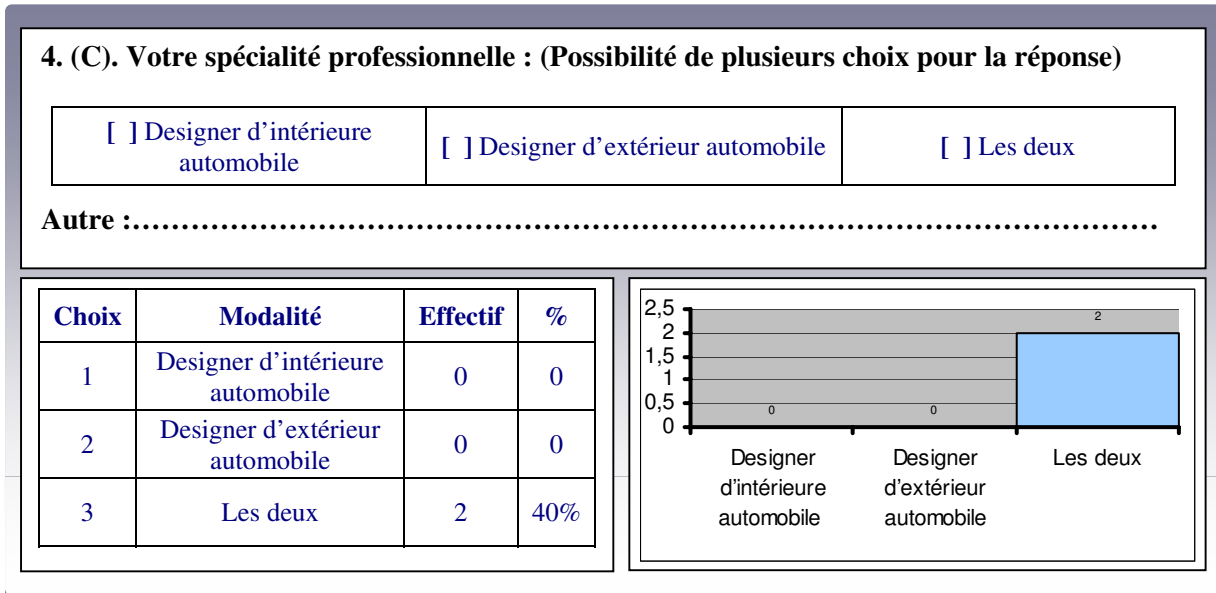 4. (C). Votre spécialité professionnelle : (Possibilité de plusieurs choix pour la réponse)
[ ] Designer d’intérieure
automobile
[ ] Designer d’extérieur automobile
[ ] Les deux
Autre :……………………………………………………………………………………………………………
Choix Modalité Effectif %
1 Designer d’intérieure
automobile 0 0
2 Designer d’extérieur
automobile 0 0
3 Les deux 2 40%
2,5
2
1,5
1
0,5
0
0 0 2
Designer
d’intérieure
automobile
Designer
d’extérieur
automobile
Les deux